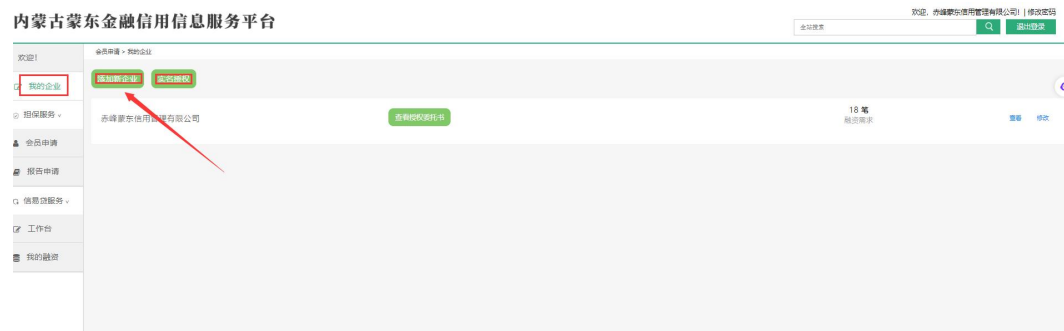 内蒙古蒙东金融信用信息服务平台
欢迎，赤峰蒙东信用管理有限公司! | 修改密码
全站搜索
退出登录
欢迎!
会员申请 > 我的企业
我的企业
添加新企业
实名授权
担保服务
赤峰蒙东信用管理有限公司
查看授权委托书
18 笔
融资需求
查看
修改
会员申请
报告申请
信易贷服务
工作台
我的融资